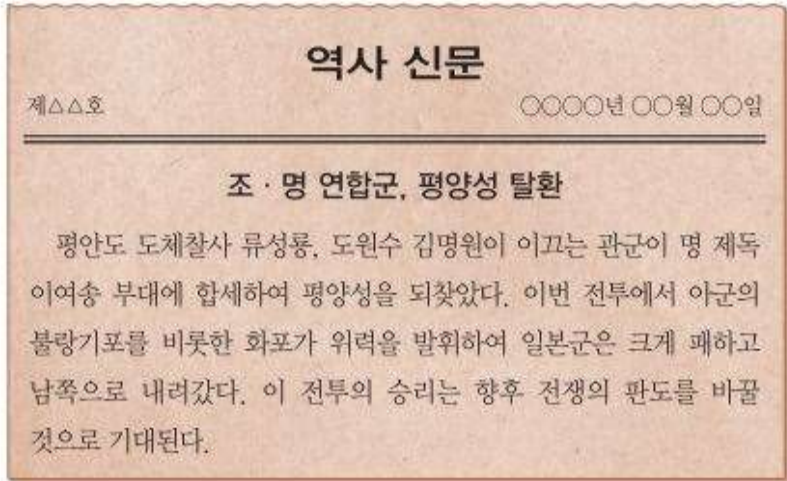 역사 신문
제△△호 ○○○○년 ○○월 ○○일
조·명 연합군, 평양성 탈환
평안도 도체찰사 류성룡, 도원수 김명원이 이끄는 관군이 명 제독
이여송 부대에 합세하여 평양성을 되찾았다. 이번 전투에서 아군의
불랑기포를 비롯한 화포가 위력을 발휘하여 일본군은 크게 패하고
남쪽으로 내려갔다. 이 전투의 승리는 향후 전쟁의 판도를 바꿀
것으로 기대된다.